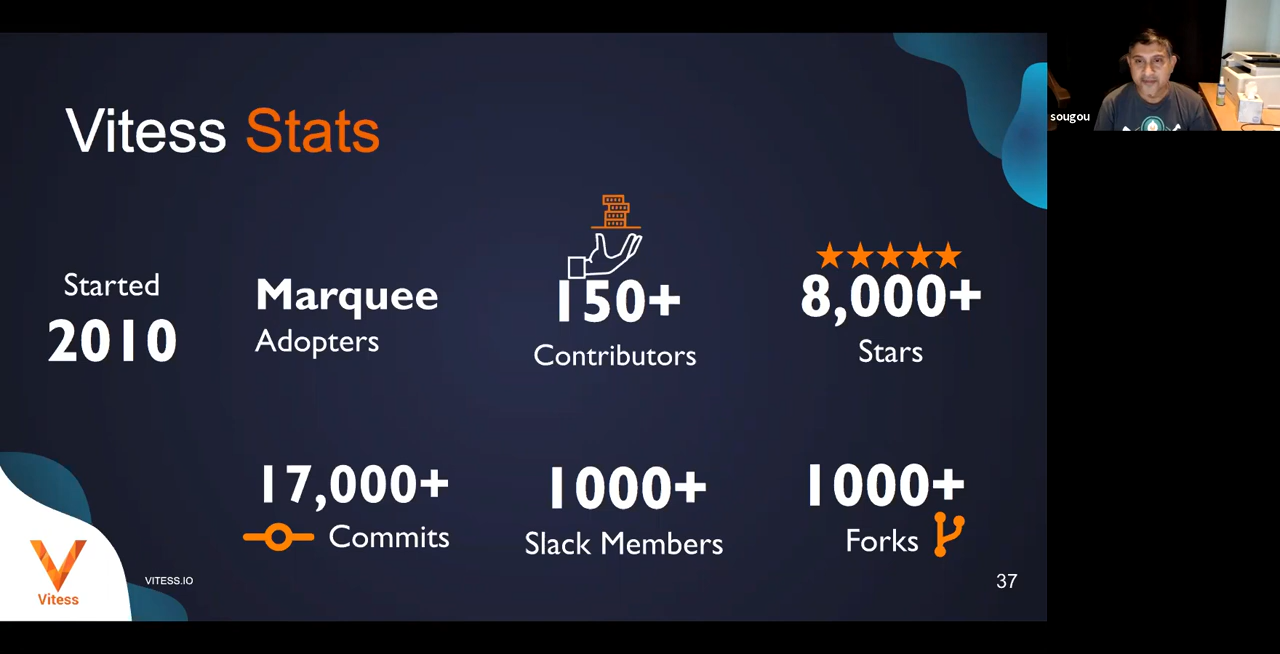 Vitess Stats
Started
2010
Marquee
Adopters
150+
Contributors
8,000+
Stars
17,000+
Commits
1000+
Slack Members
1000+
Forks
Vitess
VITESS.IO
37
sougou